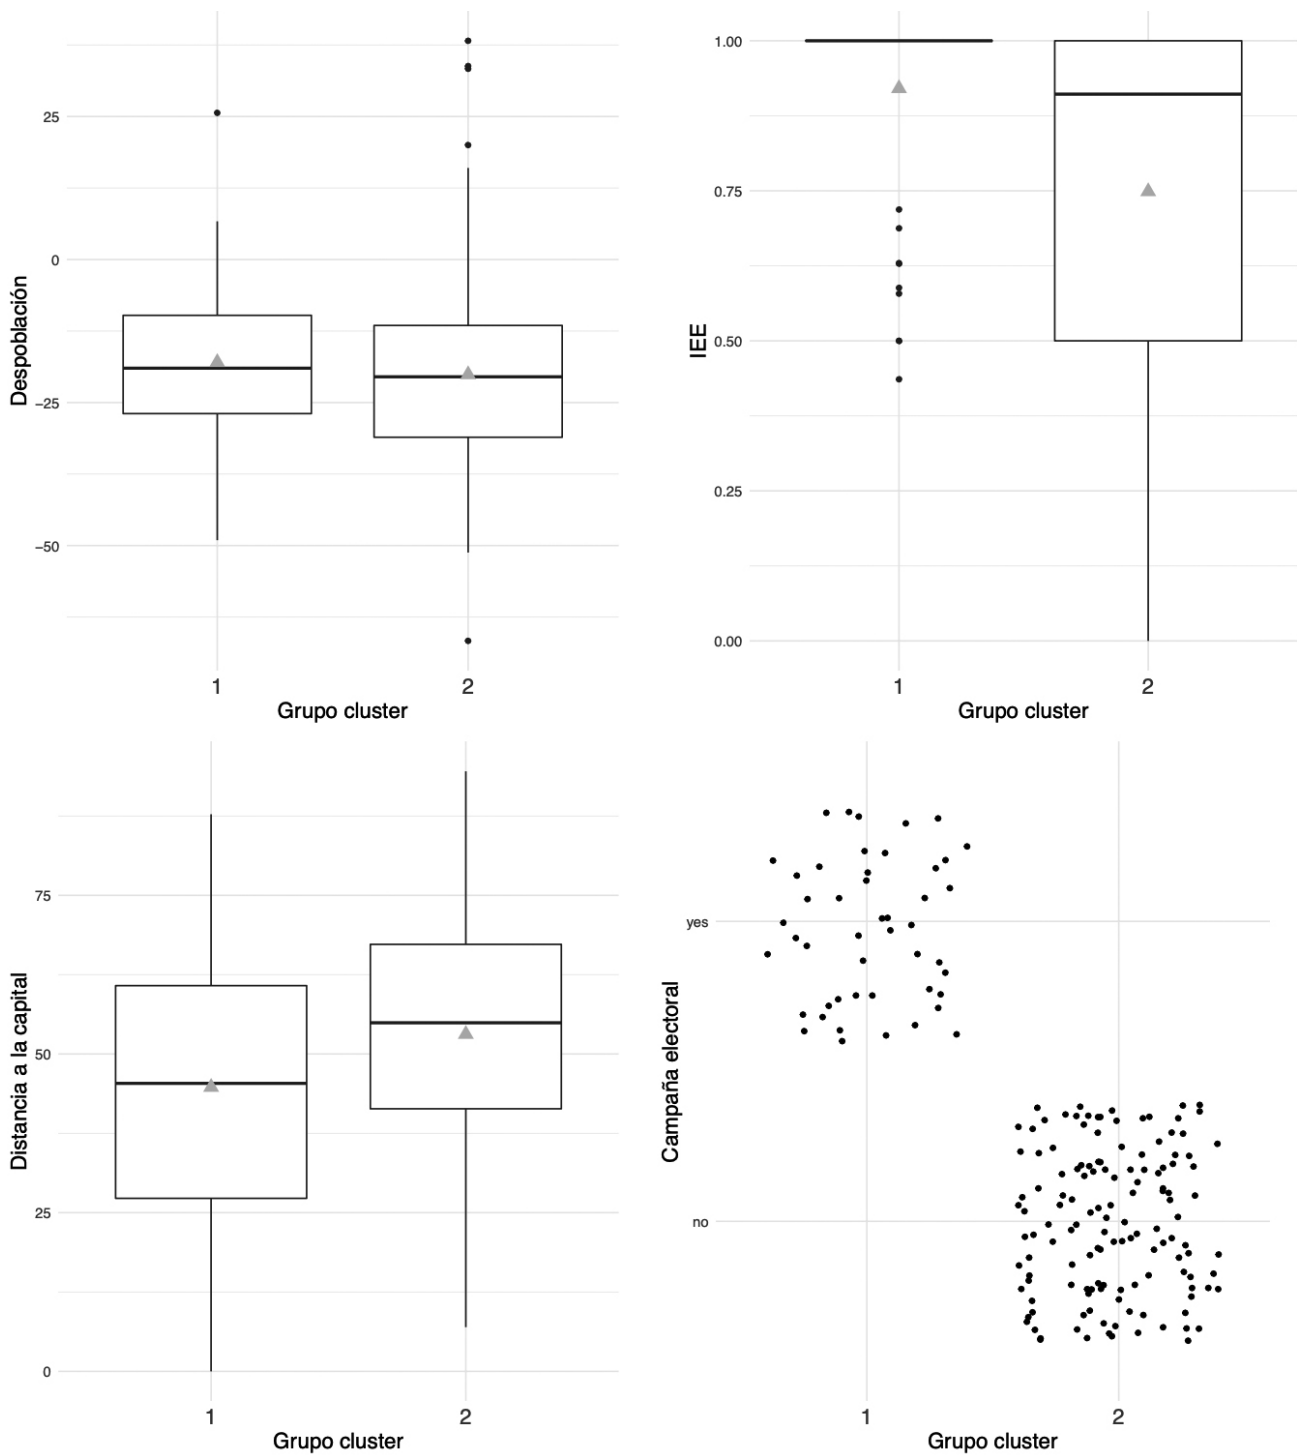 Despoblación
25
0
−25
−50
1
2
Grupo cluster
IEE
1.00
0.75
0.50
0.25
0.00
1
2
Grupo cluster
Distancia a la capital
75
50
25
0
1
2
Grupo cluster
Campaña electoral
yes
no
1
2
Grupo cluster